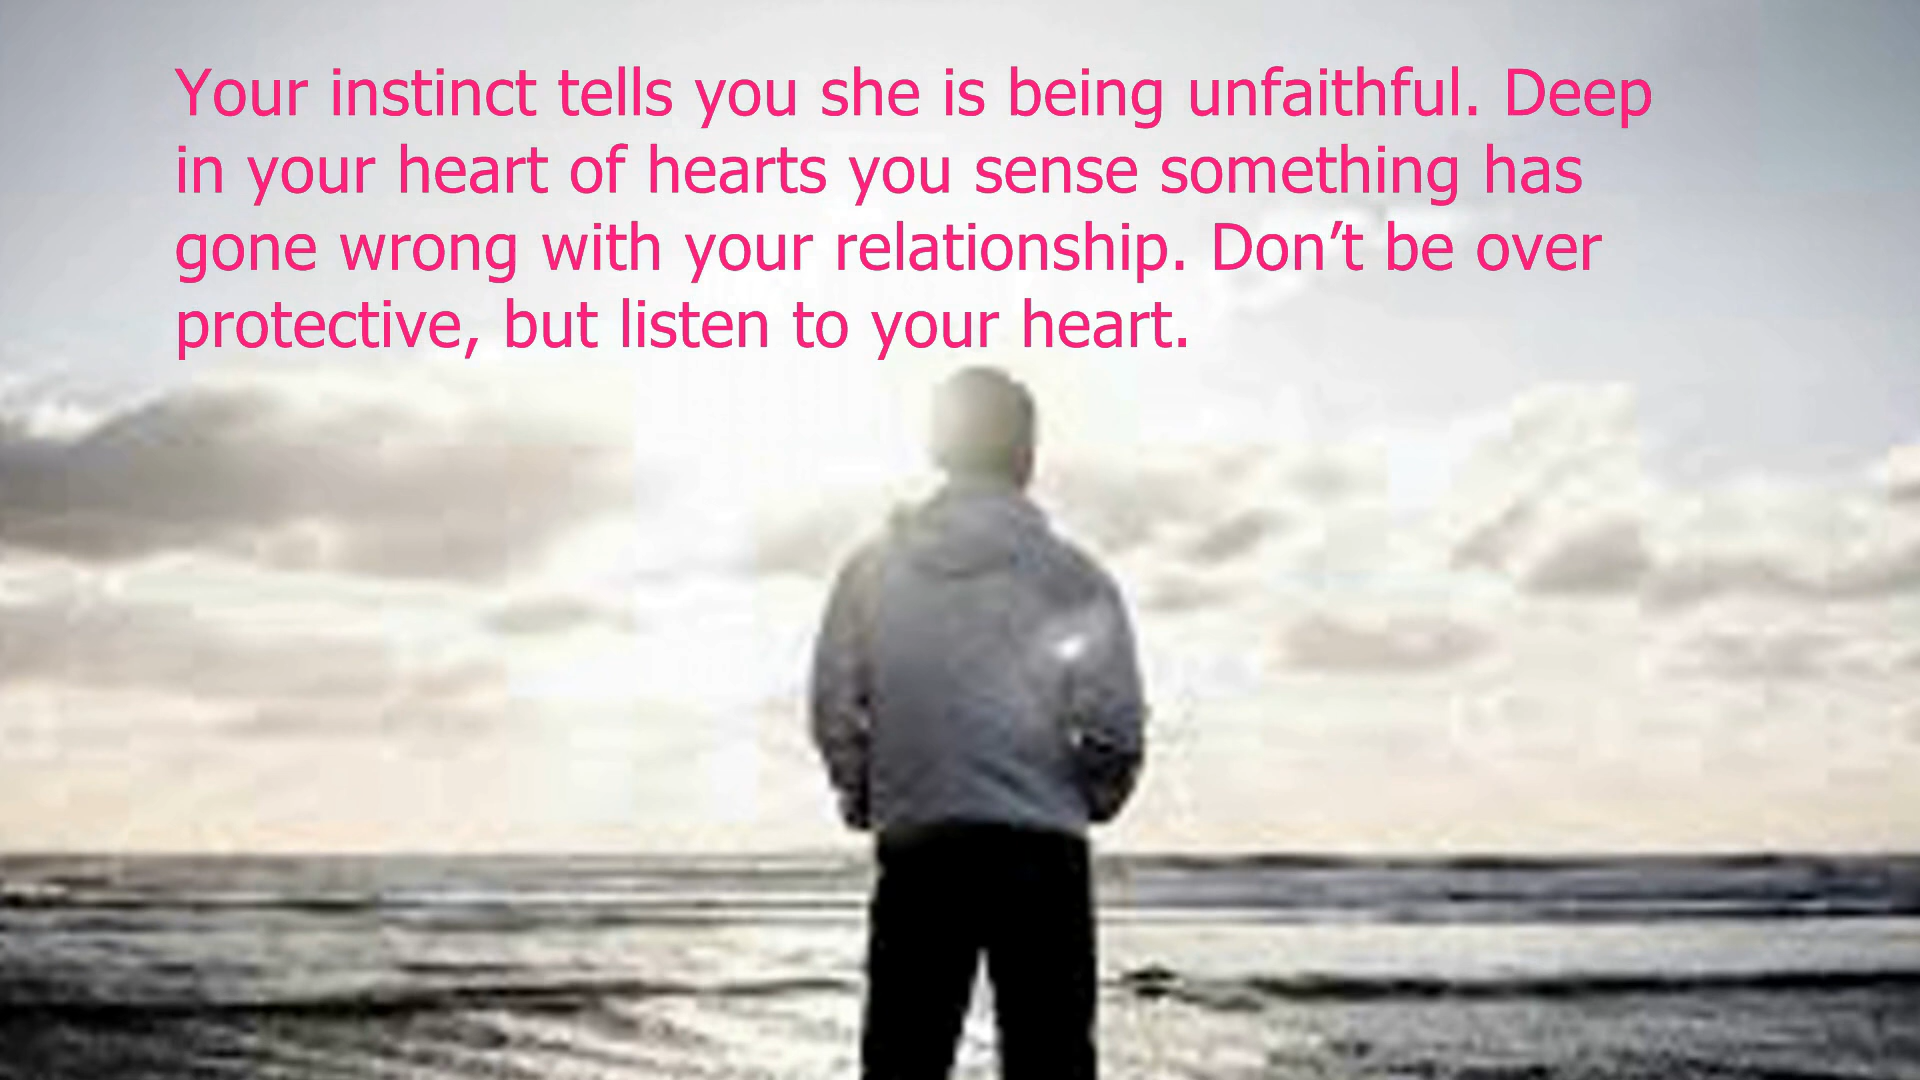 Your instinct tells you she is being unfaithful. Deep
in your heart of hearts you sense something has
gone wrong with your relationship. Don’t be over
protective, but listen to your heart.